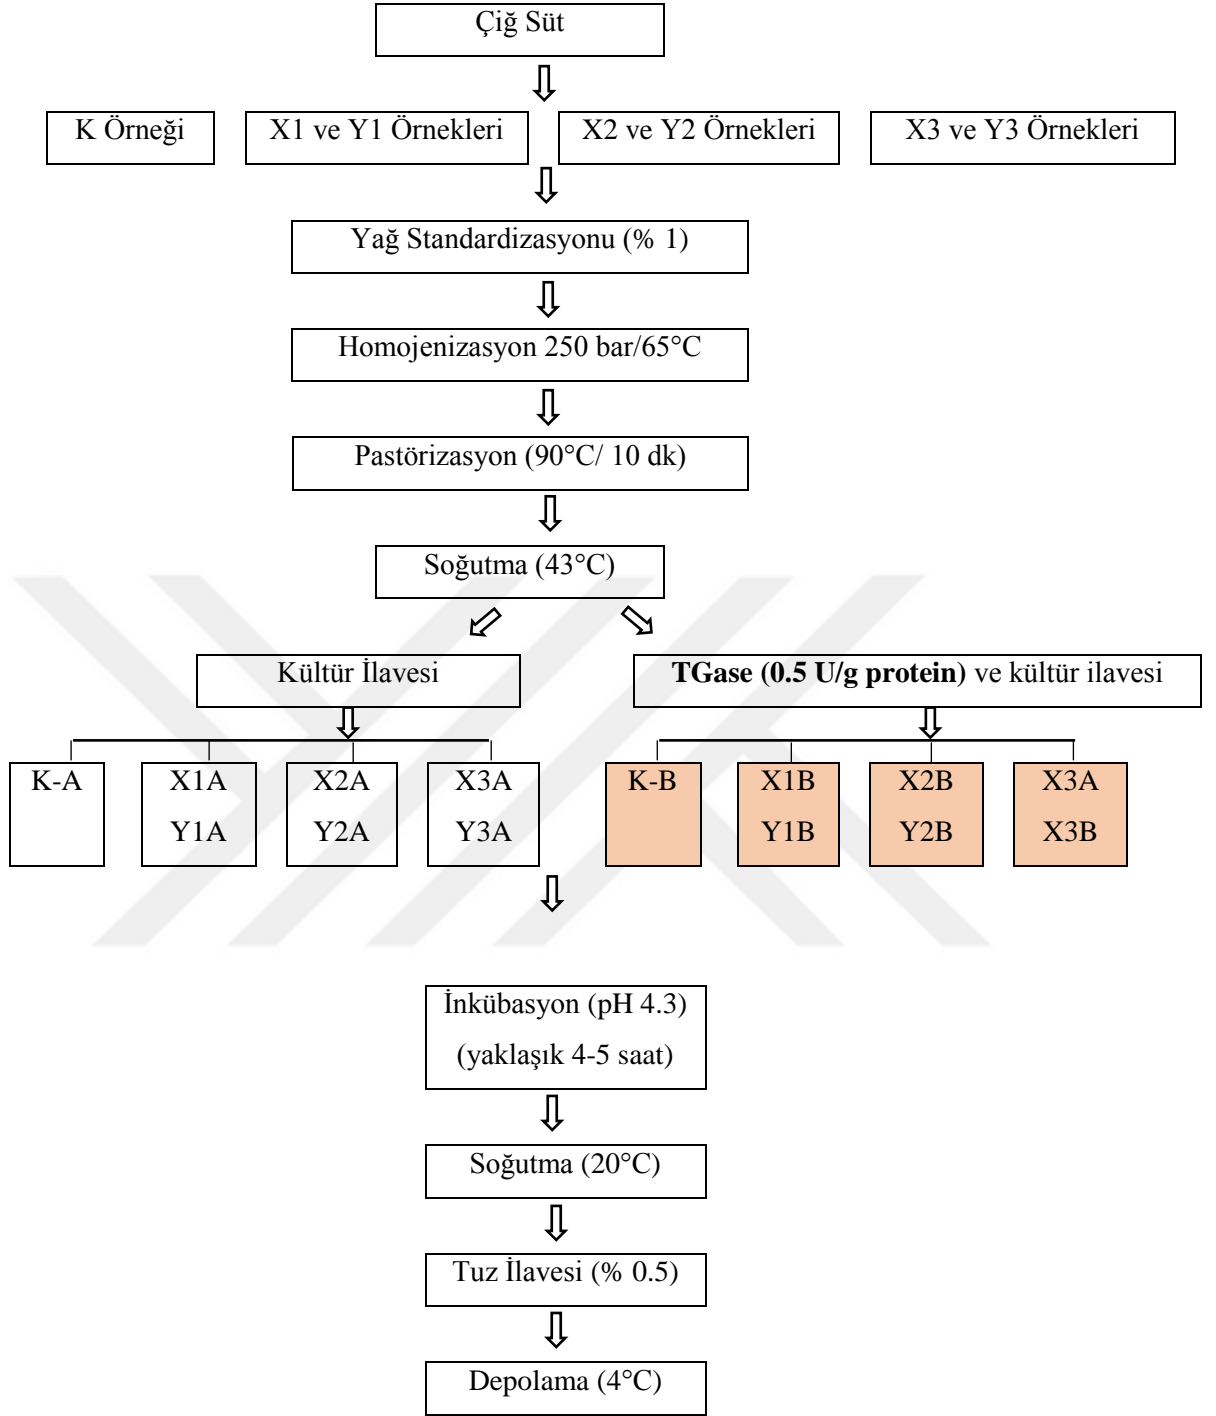 Çiğ Süt
K Örneği
X1 ve Y1 Örnekleri
X2 ve Y2 Örnekleri
X3 ve Y3 Örnekleri
Yağ Standardizasyonu (% 1)
Homojenizasyon 250 bar/65°C
Pastörizasyon (90°C/ 10 dk)
Soğutma (43°C)
Kültür İlavesi
TGase (0.5 U/g protein) ve kültür ilavesi
K-A
X1A
Y1A
X2A
Y2A
X3A
Y3A
K-B
X1B
Y1B
X2B
Y2B
X3A
X3B
İnkübasyon (pH 4.3)
(yaklaşık 4-5 saat)
Soğutma (20°C)
Tuz İlavesi (% 0.5)
Depolama (4°C)